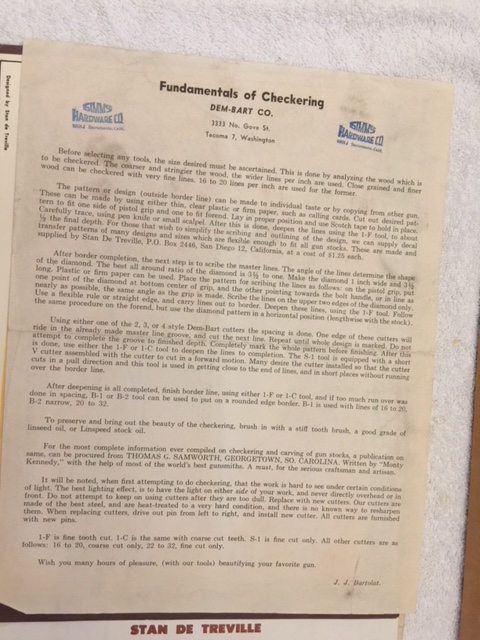 Designed by Stan de Treville
Fundamentals of Checkering
DEM-BART CO.
3333 No. Gove St.
Tacoma 7, Washington
SIMMS
HARDWARE CO.
Sacramento, Calif.
SIMMS
HARDWARE CO.
Sacramento, Calif.
Before selecting any tools, the size desired must be ascertained. This is done by analyzing the wood which is
to be checkered. The coarser and stringier the wood, the wider lines per inch are used. Close grained and finer
wood can be checkered with very fine lines. 16 to 20 lines per inch are used for the former.
The pattern or design (outside border line) can be made to individual taste or by copying from other gun.
These can be made by using either thin, clear plastic or firm paper, such as calling cards. Cut out desired pat-
tern to fit one side of pistol grip and one to fit forend. Lay in proper position and use Scotch tape to hold in place.
Carefully trace, using pen knife or small scalpel. After this is done, deepen the lines using the 1-F tool, to about
½ the final depth. For those that wish to simplify the scribing and outlining of the design, we can supply decal
transfer patterns of many designs and sizes which are flexible enough to fit all gun stocks. These are made and
supplied by Stan De Treville, P.O. Box 2446, San Diego 12, California, at a cost of $1.25 each.
After border completion, the next step is to scribe the master lines. The angle of the lines determine the shape
of the diamond. The best all around ratio of the diamond is 3½ to one. Make the diamond 1 inch wide and 3½
long. Plastic or firm paper can be used. Place the pattern for scribing the lines as follows: on the pistol grip, put
one point of the diamond at bottom center of grip, and the other pointing towards the bolt handle, or in line as
nearly as possible, the same angle as the grip is made. Scribe the lines on the upper two edges of the diamond only.
Use a flexible rule or straight edge, and carry lines out to border. Deepen these lines, using the 1-F tool. Follow
the same procedure on the forend, but use the diamond pattern in a horizontal position (lengthwise with the stock).
Using either one of the 2, 3, or 4 style Dem-Bart cutters the spacing is done. One edge of these cutters will
ride in the already made master line groove, and cut the next line. Repeat until whole design is marked. Do not
attempt to complete the groove to finished depth. Completely mark the whole pattern before finishing. After this
is done, use either the 1-F or 1-C tool to deepen the lines to completion. The S-1 tool is equipped with a short
V cutter assembled with the cutter to cut in a forward motion. Many desire the cutter installed so that the cutter
cuts in a pull direction and this tool is used in getting close to the end of lines, and in short places without running
over the border line.
After deepening is all completed, finish border line, using either 1-F or 1-C tool, and if too much run over was
done in spacing, B-1 or B-2 tool can be used to put on a rounded edge border. B-1 is used with lines of 16 to 20,
B-2 narrow, 20 to 32.
To preserve and bring out the beauty of the checkering, brush in with a stiff tooth brush, a good grade of
linseed oil, or Linspeed stock oil.
For the most complete information ever compiled on checkering and carving of gun stocks, a publication on
same, can be procured from THOMAS G. SAMWORTH, GEORGETOWN, SO. CAROLINA. Written by "Monty
Kennedy," with the help of most of the world's best gunsmiths. A must, for the serious craftsman and artisan.
It will be noted, when first attempting to do checkering, that the work is hard to see under certain conditions
of light. The best lighting effect, is to have the light on either side of your work, and never directly overhead or in
front. Do not attempt to keep on using cutters after they are too dull. Replace with new cutters. Our cutters are
made of the best steel, and are heat-treated to a very hard condition, and there is no known way to resharpen
them. When replacing cutters, drive out pin from left to right, and install new cutter. All cutters are furnished
with new pins.
1-F is fine tooth cut. 1-C is the same with coarse cut teeth. S-1 is fine cut only. All other cutters are as
follows: 16 to 20, coarse cut only, 22 to 32, fine cut only.
Wish you many hours of pleasure, (with our tools) beautifying your favorite gun.
J. J. Bartolat.
STAN DE TREVILLE